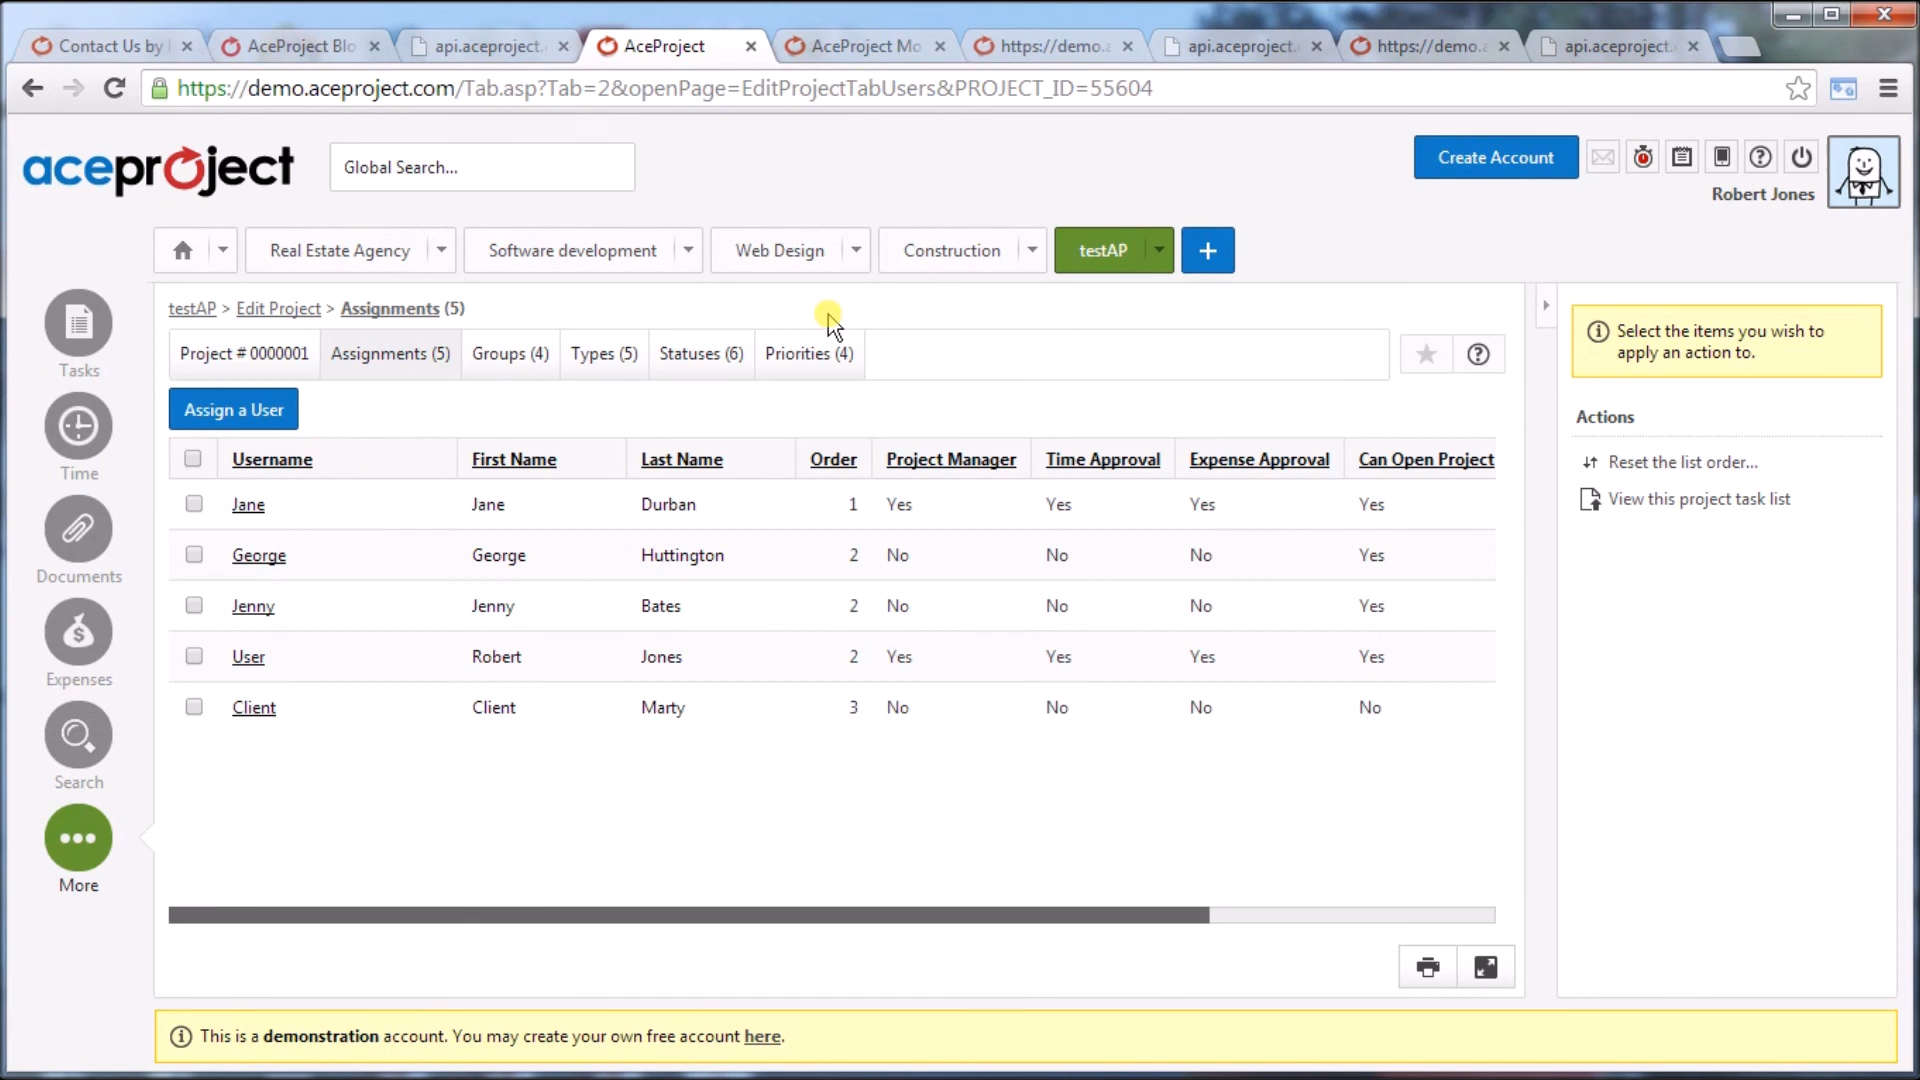 Contact Us by
AceProject Blo
api.aceproject.
AceProject
AceProject Mo
https://demo.a
api.aceproject.
https://demo.a
api.aceproject.
https://demo.aceproject.com/Tab.asp?Tab=2&openPage=EditProjectTabUsers&PROJECT_ID=55604
aceproject
Global Search...
Create Account
Robert Jones
Real Estate Agency
Software development
Web Design
Construction
testAP
+
testAP > Edit Project > Assignments (5)
Project # 0000001
Assignments (5)
Groups (4)
Types (5)
Statuses (6)
Priorities (4)
Assign a User
Username First Name Last Name Order Project Manager Time Approval Expense Approval Can Open Project
Jane Jane Durban 1 Yes Yes Yes Yes
George George Huttington 2 No No No Yes
Jenny Jenny Bates 2 No No No Yes
User Robert Jones 2 Yes Yes Yes Yes
Client Client Marty 3 No No No No
Tasks
Time
Documents
Expenses
Search
More
Select the items you wish to
apply an action to.
Actions
Reset the list order...
View this project task list
This is a demonstration account. You may create your own free account here.